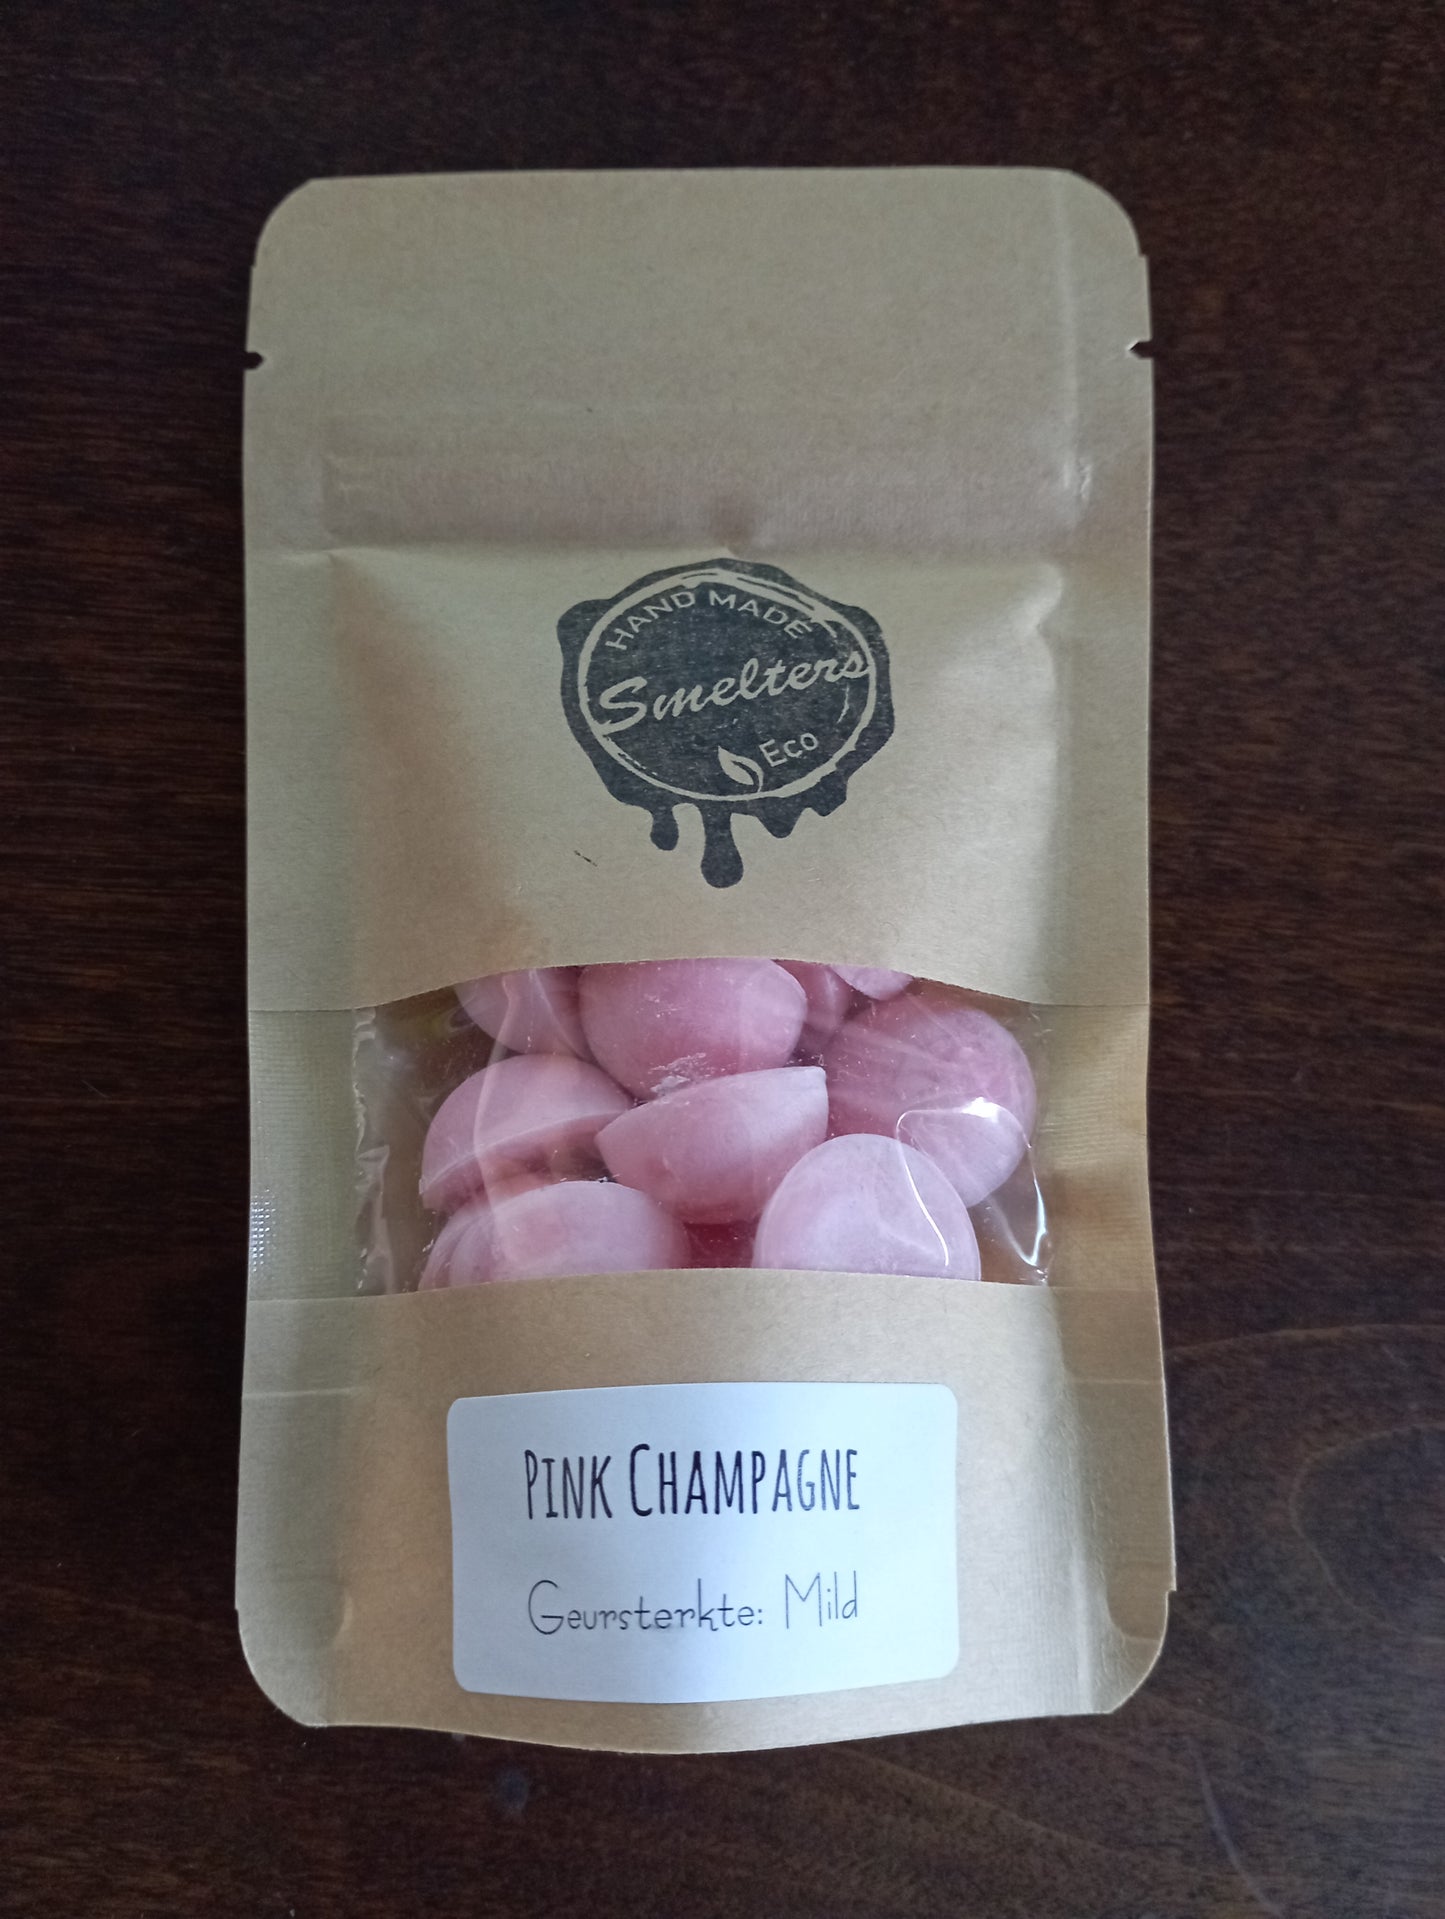 HAND MADE
Smelters
Eco
PINK CHAMPAGNE
Geursterkte: Mild